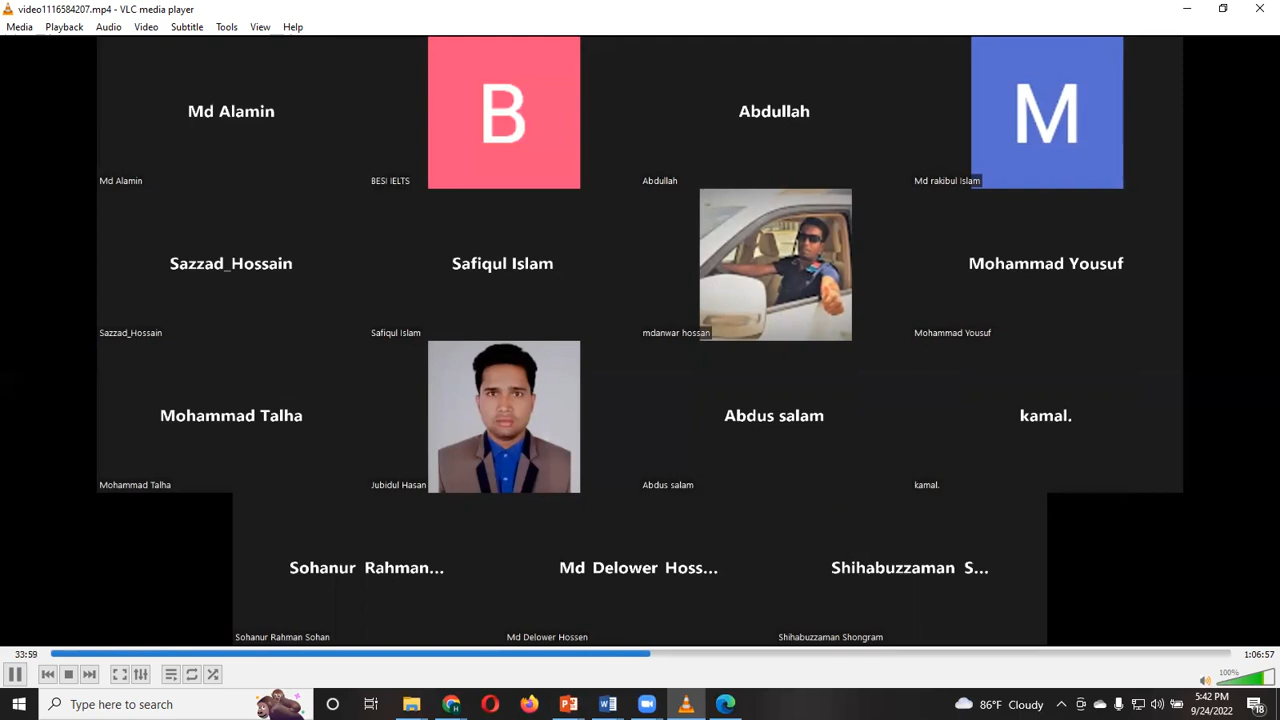 video1116584207.mp4 - VLC media player
Media Playback Audio Video Subtitle Tools View Help
Md Alamin
B
Abdullah
M
Md Alamin
BESI IELTS
Abdullah
Md rakibul Islam
Sazzad_Hossain
Safiqul Islam
Mohammad Yousuf
Sazzad_Hossain
Safiqul Islam
mdanwar hossan
Mohammad Yousuf
Mohammad Talha
Abdus salam
kamal.
Mohammad Talha
Jubidul Hasan
Abdus salam
kamal.
Sohanur Rahman...
Md Delower Hoss...
Shihabuzzaman S...
Sohanur Rahman Sohan
Md Delower Hossen
Shihabuzzaman Shongram
33:59
1:06:57
100%
Type here to search
86°F Cloudy
5:42 PM
9/24/2022
18